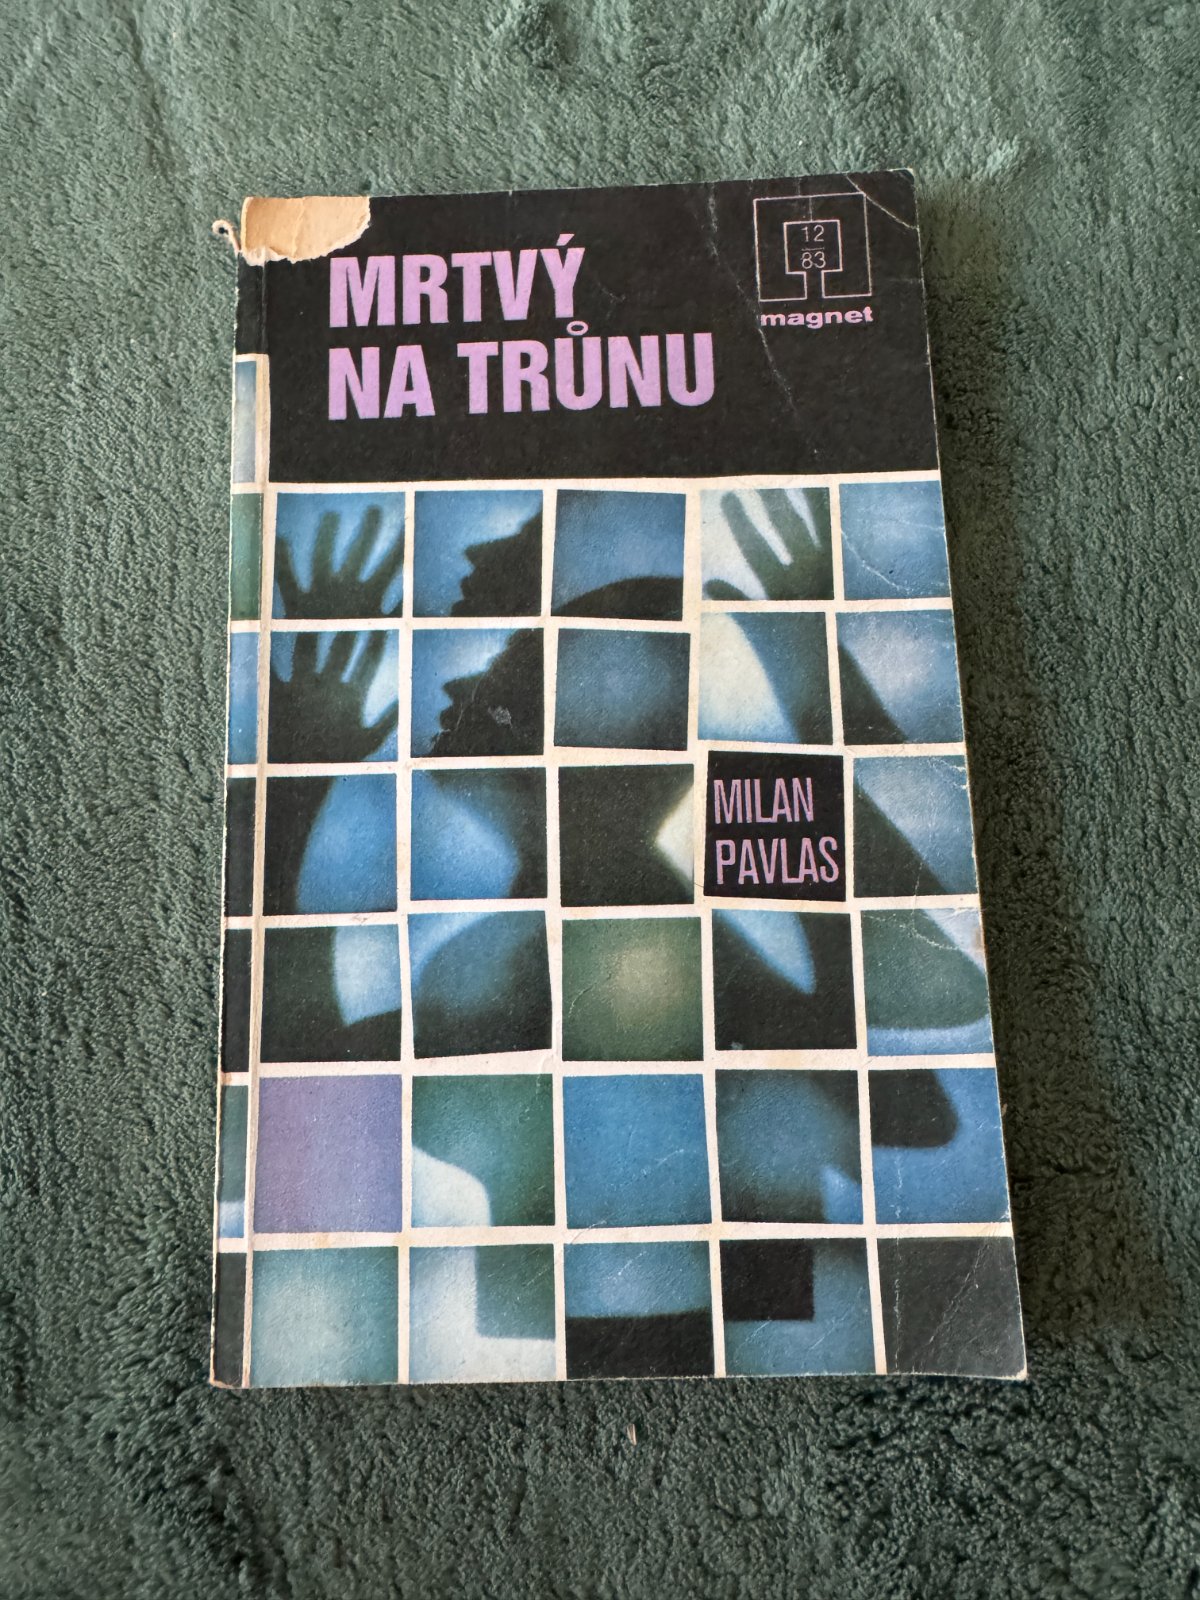 MRTVÝ
NA TRŮNU
12
83
magnet
MILAN
PAVLAS